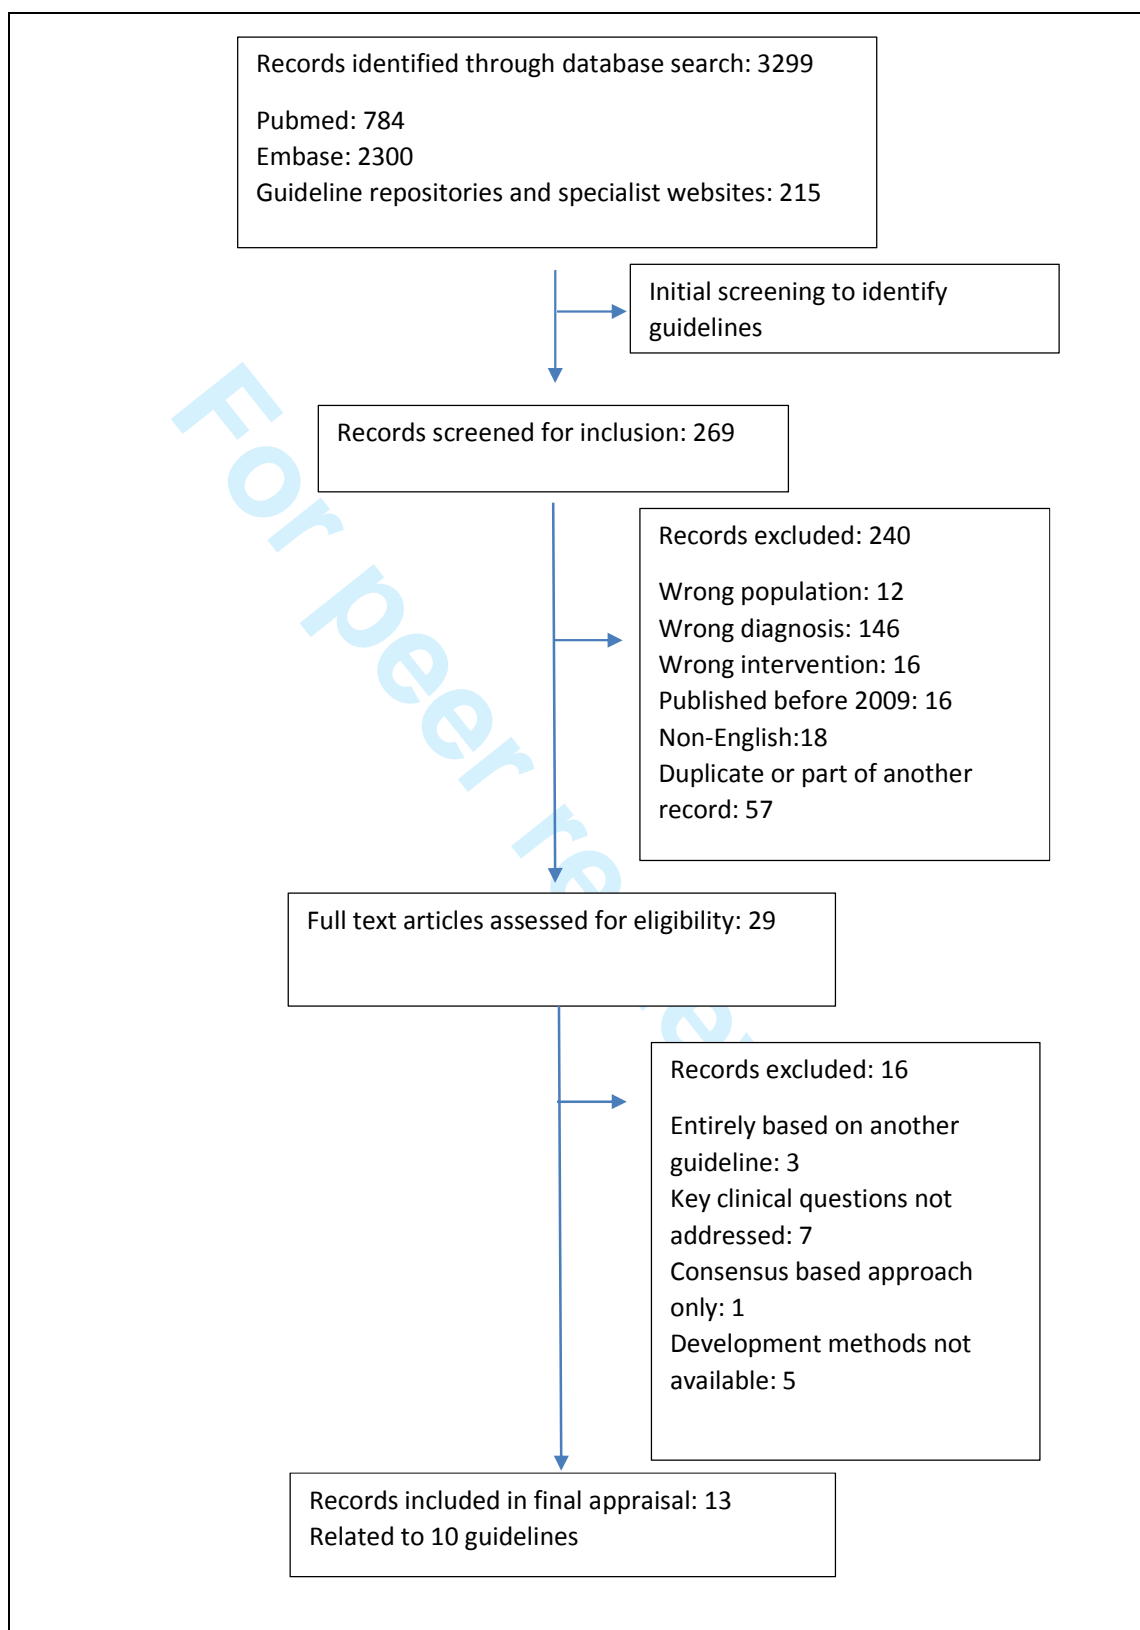 Records identified through database search: 3299
Pubmed: 784
Embase: 2300
Guideline repositories and specialist websites: 215
Initial screening to identify
guidelines
Records screened for inclusion: 269
Records excluded: 240
Wrong population: 12
Wrong diagnosis: 146
Wrong intervention: 16
Published before 2009: 16
Non-English:18
Duplicate or part of another
record: 57
Full text articles assessed for eligibility: 29
Records excluded: 16
Entirely based on another
guideline: 3
Key clinical questions not
addressed: 7
Consensus based approach
only: 1
Development methods not
available: 5
Records included in final appraisal: 13
Related to 10 guidelines
For peer